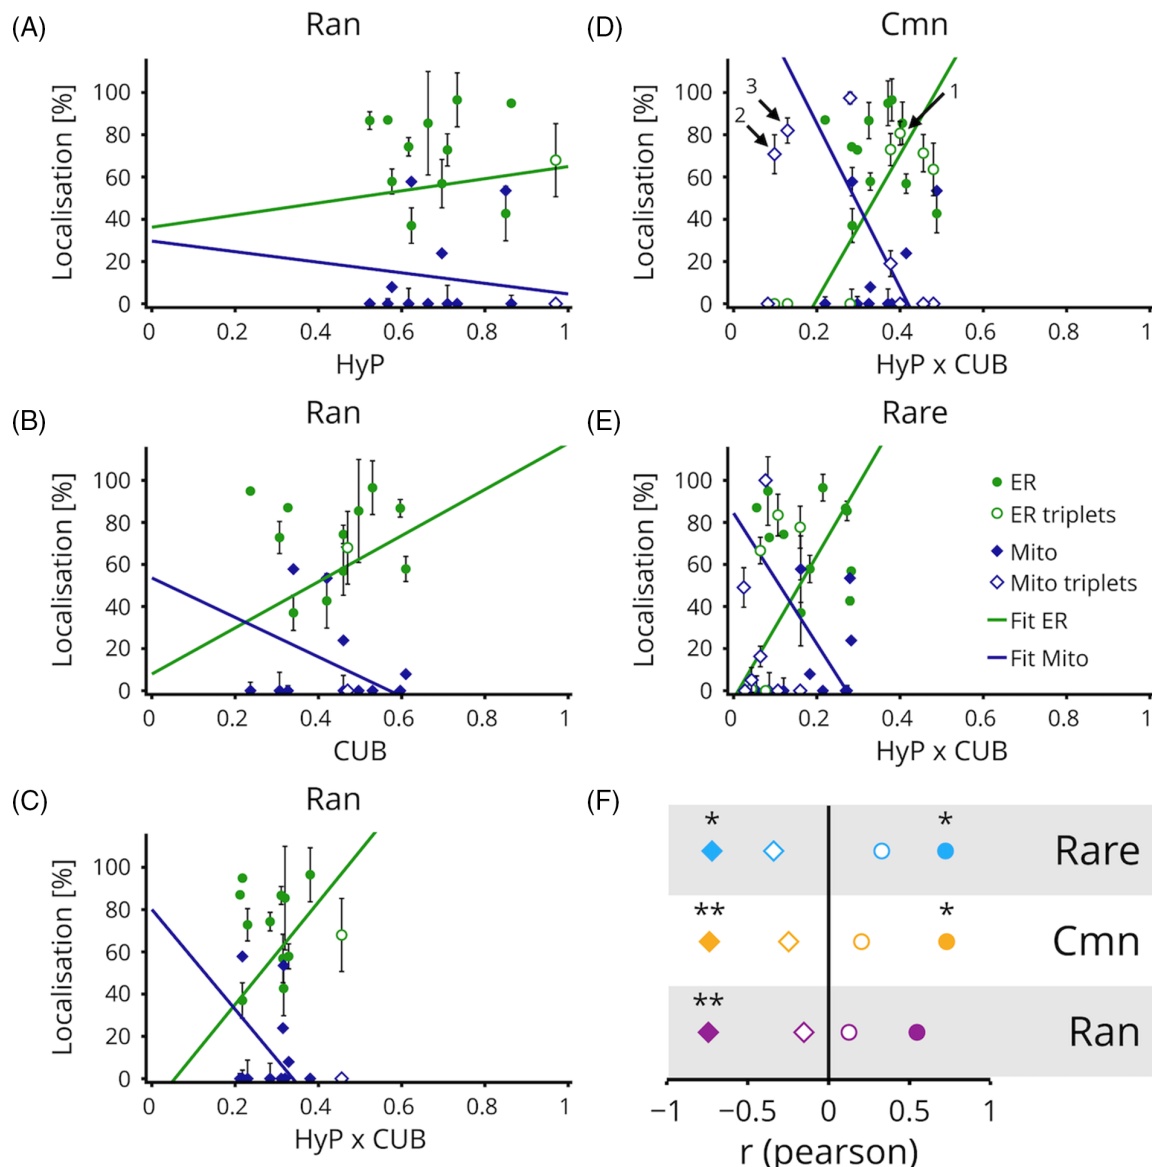 (A)
Ran
Localisation [%]
100
80
60
40
20
0
0 0.2 0.4 0.6 0.8 1
HyP
(D)
Cmn
Localisation [%]
100
80
60
40
20
0
3
2
1
0 0.2 0.4 0.6 0.8 1
HyP x CUB
(B)
Ran
Localisation [%]
100
80
60
40
20
0
0 0.2 0.4 0.6 0.8 1
CUB
(E)
Rare
Localisation [%]
100
80
60
40
20
0
ER
ER triplets
Mito
Mito triplets
Fit ER
Fit Mito
0 0.2 0.4 0.6 0.8 1
HyP x CUB
(C)
Ran
Localisation [%]
100
80
60
40
20
0
0 0.2 0.4 0.6 0.8 1
HyP x CUB
(F)
* *
Rare
** *
Cmn
**
Ran
−1 −0.5 0 0.5 1
r (pearson)